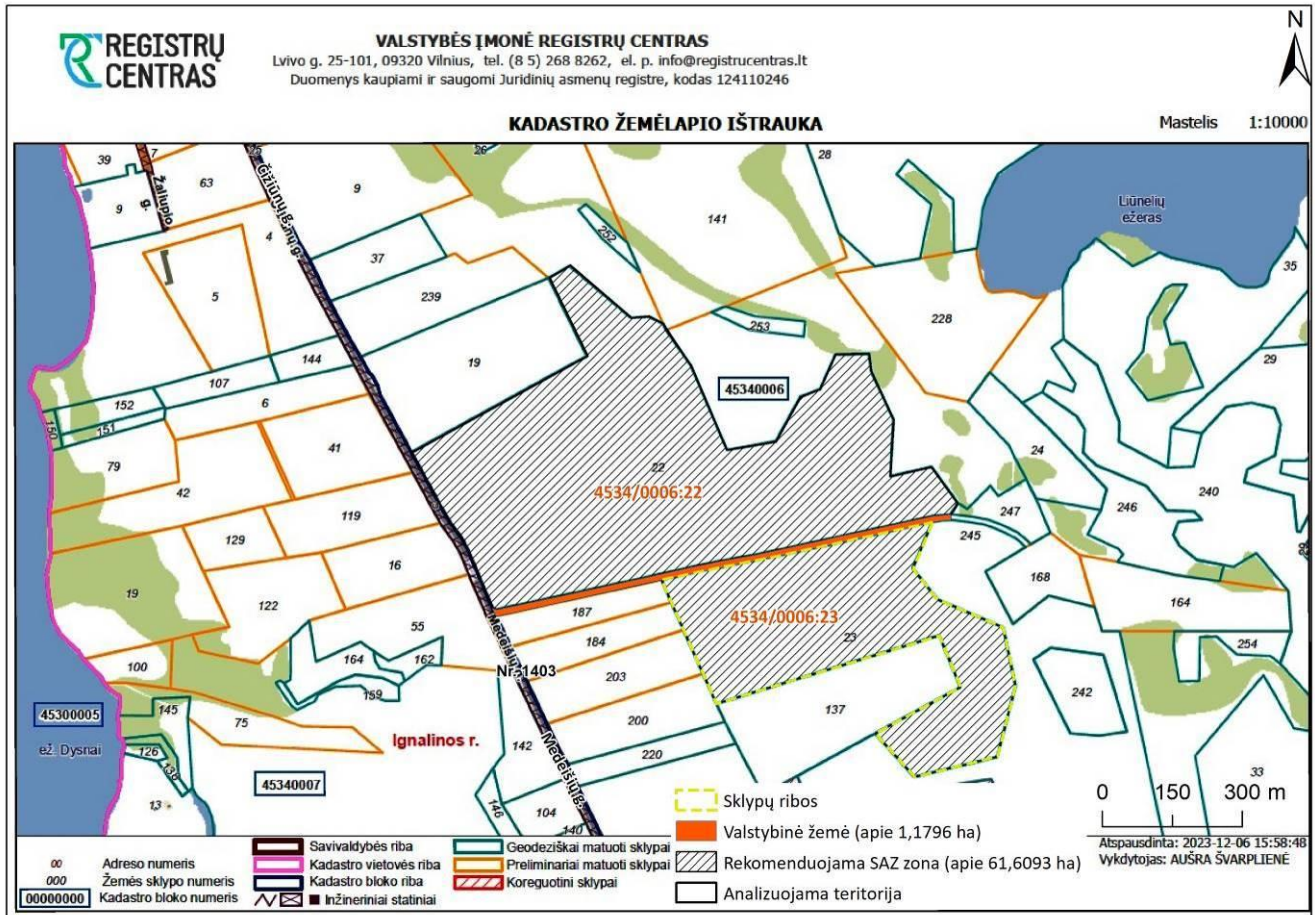 N
REGISTRŲ
CENTRAS
VALSTYBĖS ĮMONĖ REGISTRŲ CENTRAS
Lvivo g. 25-101, 09320 Vilnius, tel. (8 5) 268 8262, el. p. info@registrucentras.lt
Duomenys kaupiami ir saugomi Juridinių asmenų registre, kodas 124110246
KADASTRO ŽEMĖLAPIO IŠTRAUKA
Mastelis 1:10000
39
7
63
9
26
28
Žaliupio g.
Čižiūnų g.
9
4
141
252
Liūnelių
ežeras
37
35
5
239
228
253
144
19
29
107
45340006
152
6
150
151
41
24
79
22
42
4534/0006:22
240
119
247
246
129
245
16
19
168
122
187
4534/0006:23
164
184
23
55
Medeišių g.
254
164
162
100
Nr. 1403
203
159
242
145
137
45300005
75
200
ež. Dysnai
Ignalinos r.
142
220
126
138
33
45340007
Medeišių g.
13
146
104
140
0 150 300 m
Sklypų ribos
Valstybinė žemė (apie 1,1796 ha)
Rekomenduojama SAZ zona (apie 61,6093 ha)
Analizuojama teritorija
Atspausdinta: 2023-12-06 15:58:48
Vykdytojas: AUŠRA ŠVARPLIENĖ
00 Adreso numeris
000 Žemės sklypo numeris
00000000 Kadastro bloko numeris
Savivaldybės riba
Kadastro vietovės riba
Kadastro bloko riba
Inžineriniai statiniai
Geodeziškai matuoti sklypai
Preliminariai matuoti sklypai
Koreguotini sklypai